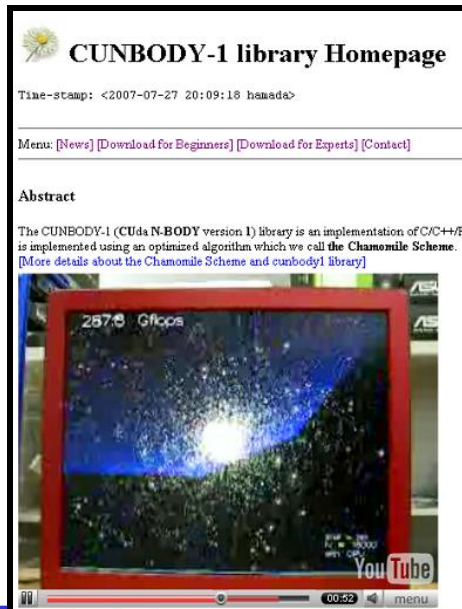 CUNBODY-1 library Homepage
Time-stamp: <2007-07-27 20:09:18 hamada>
Menu: [News] [Download for Beginners] [Download for Experts] [Contact]
Abstract
The CUNBODY-1 (CUda N-BODY version 1) library is an implementation of C/C++/F
is implemented using an optimized algorithm which we call the Chamomile Scheme.
[More details about the Chamomile Scheme and cunbody1 library]
287.8 Gflops
YouTube
00:52 menu